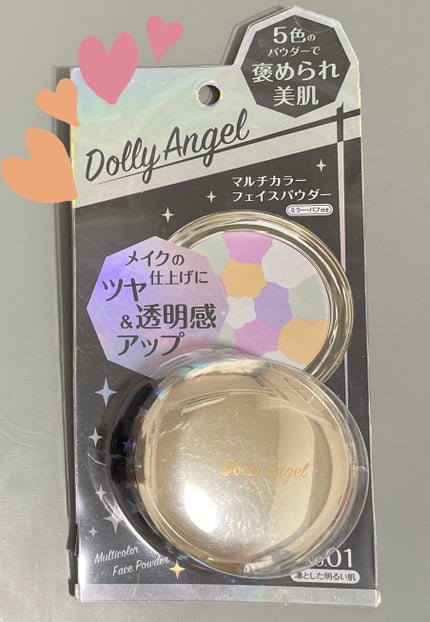 5色の
パウダーで
褒められ
美肌
Dolly Angel
マルチカラー
フェイスパウダー
ミラー・パフ付き
メイクの
仕上げに
ツヤ
&透明感
アップ
Dolly Angel
Multicolor
Face Powder
No.01
凛とした明るい肌